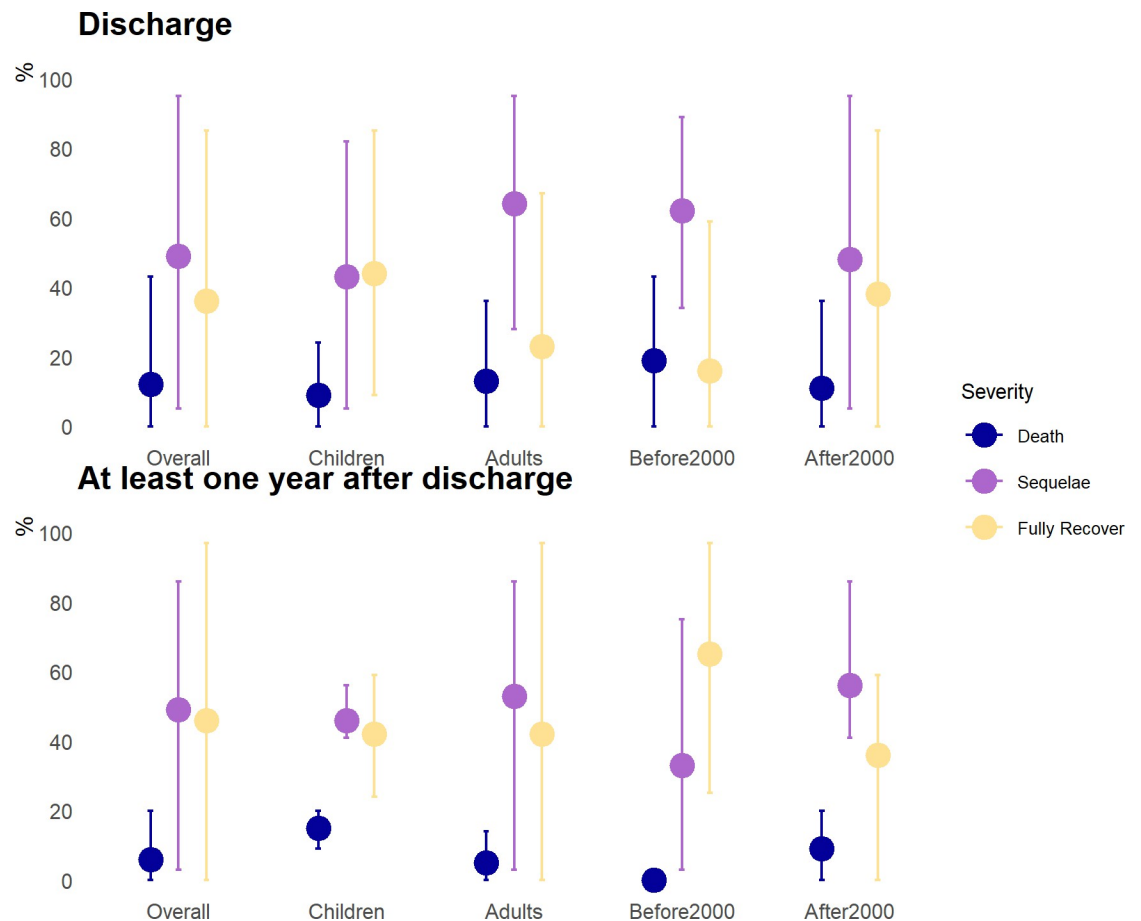 Discharge
%
100
80
60
40
20
0
Overall Children Adults Before2000 After2000
At least one year after discharge
%
100
80
60
40
20
0
Overall Children Adults Before2000 After2000
Severity
Death
Sequelae
Fully Recover